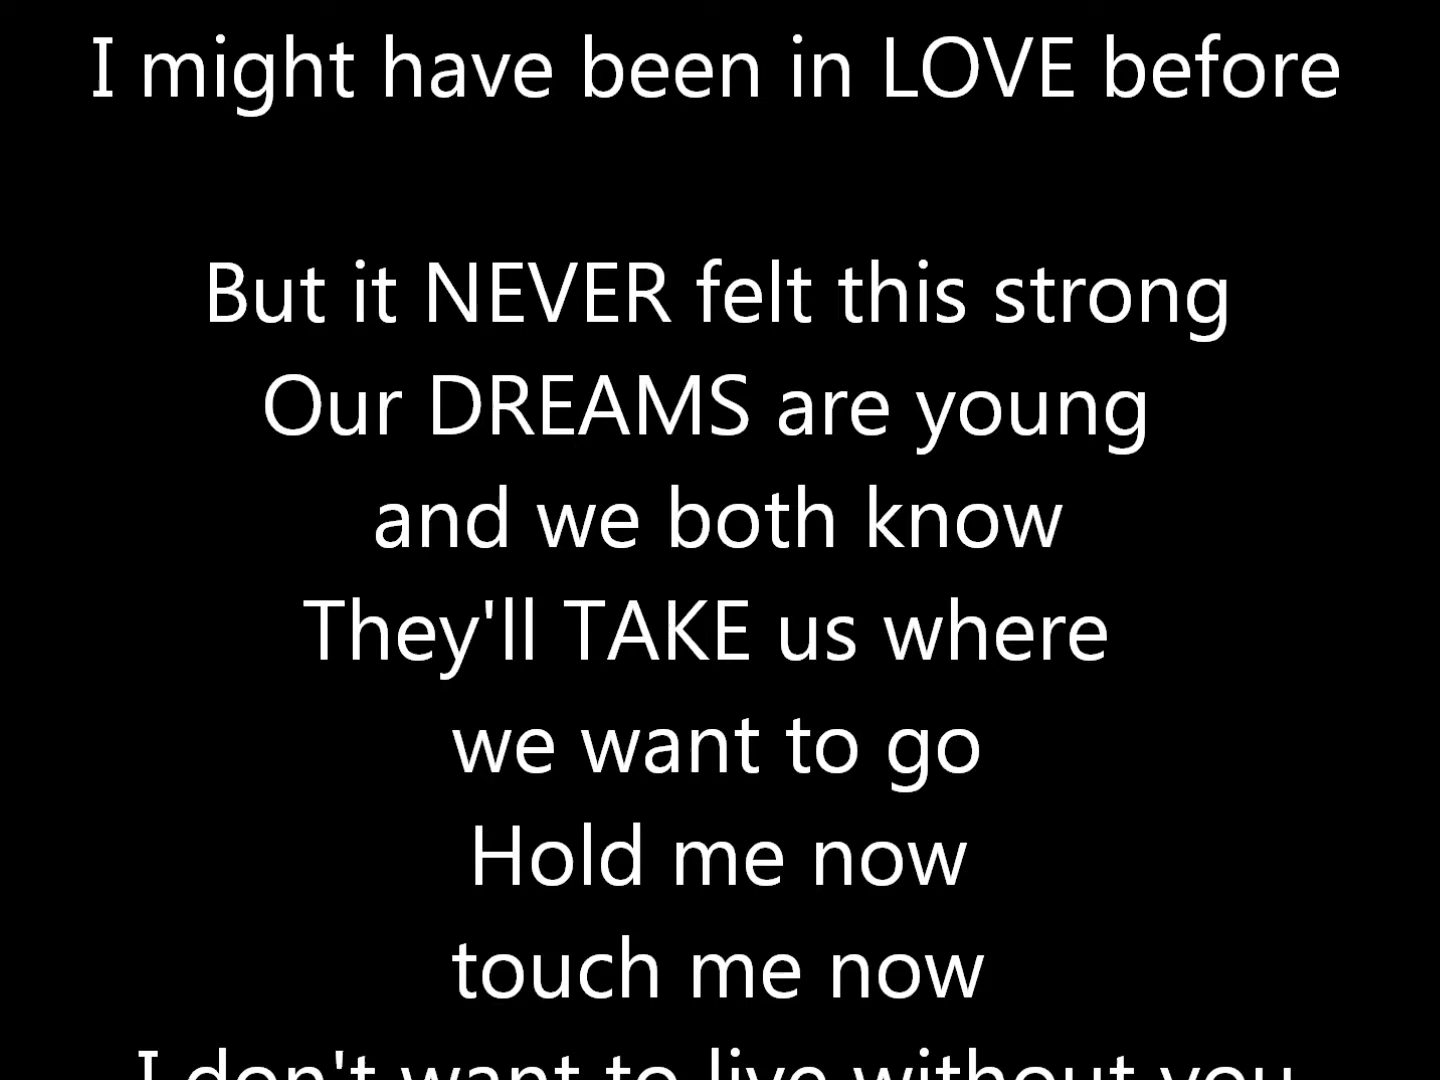 I might have been in LOVE before
But it NEVER felt this strong
Our DREAMS are young
and we both know
They'll TAKE us where
we want to go
Hold me now
touch me now
I don't want to live without you